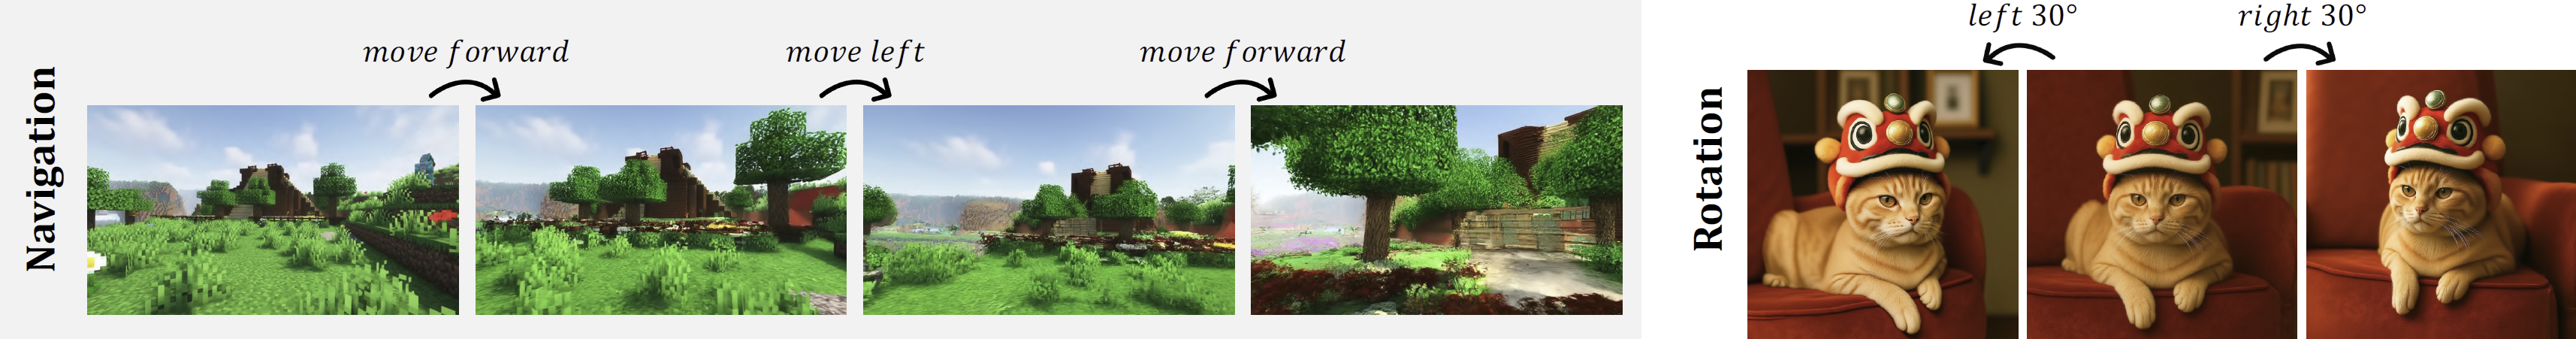 Navigation
move forward
move left
move forward
Rotation
left 30°
right 30°